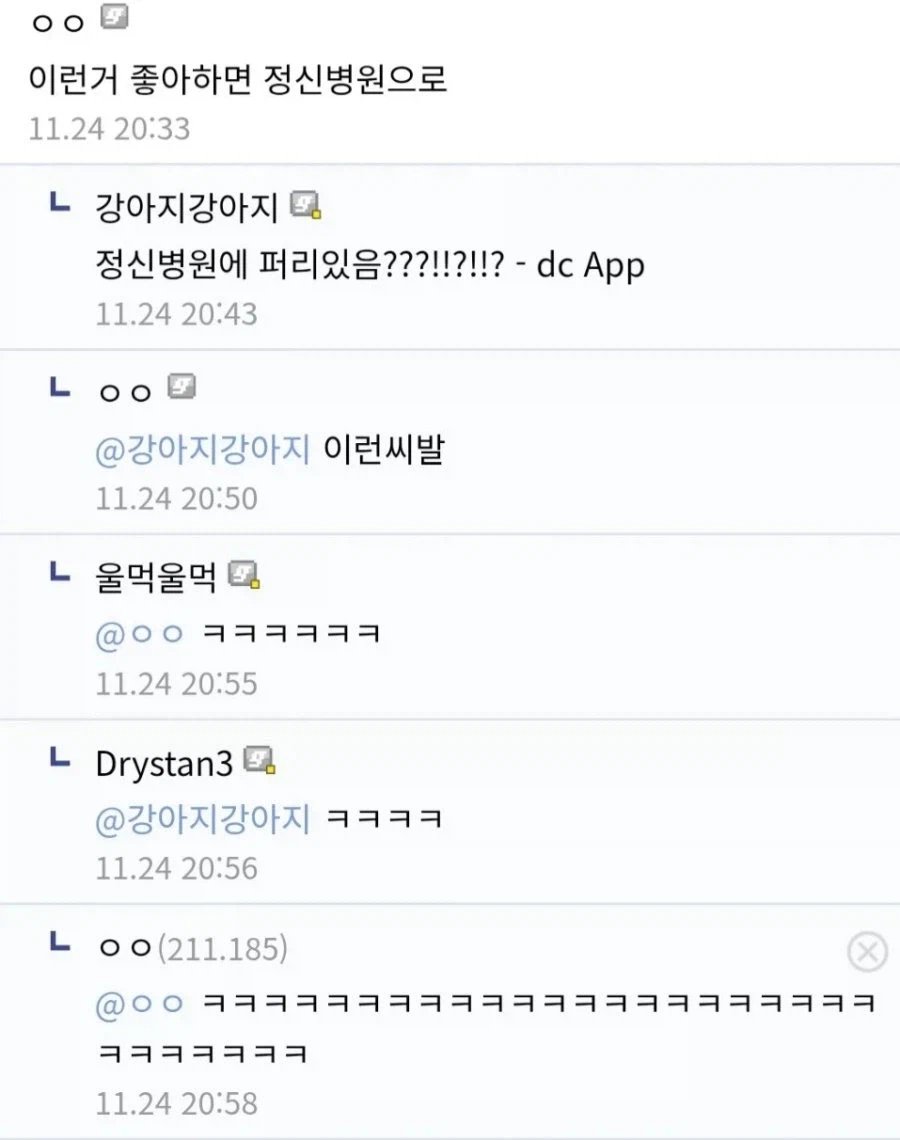 ㅇㅇ
이런거 좋아하면 정신병원으로
11.24 20:33
강아지강아지
정신병원에 퍼리있음???!!?!!? - dc App
11.24 20:43
ㅇㅇ
@강아지강아지 이런씨발
11.24 20:50
울먹울먹
@ㅇㅇ ㅋㅋㅋㅋㅋㅋ
11.24 20:55
Drystan3
@강아지강아지 ㅋㅋㅋㅋ
11.24 20:56
ㅇㅇ(211.185)
@ㅇㅇ ㅋㅋㅋㅋㅋㅋㅋㅋㅋㅋㅋㅋㅋㅋㅋㅋㅋㅋㅋㅋㅋㅋ
ㅋㅋㅋㅋㅋㅋㅋ
11.24 20:58